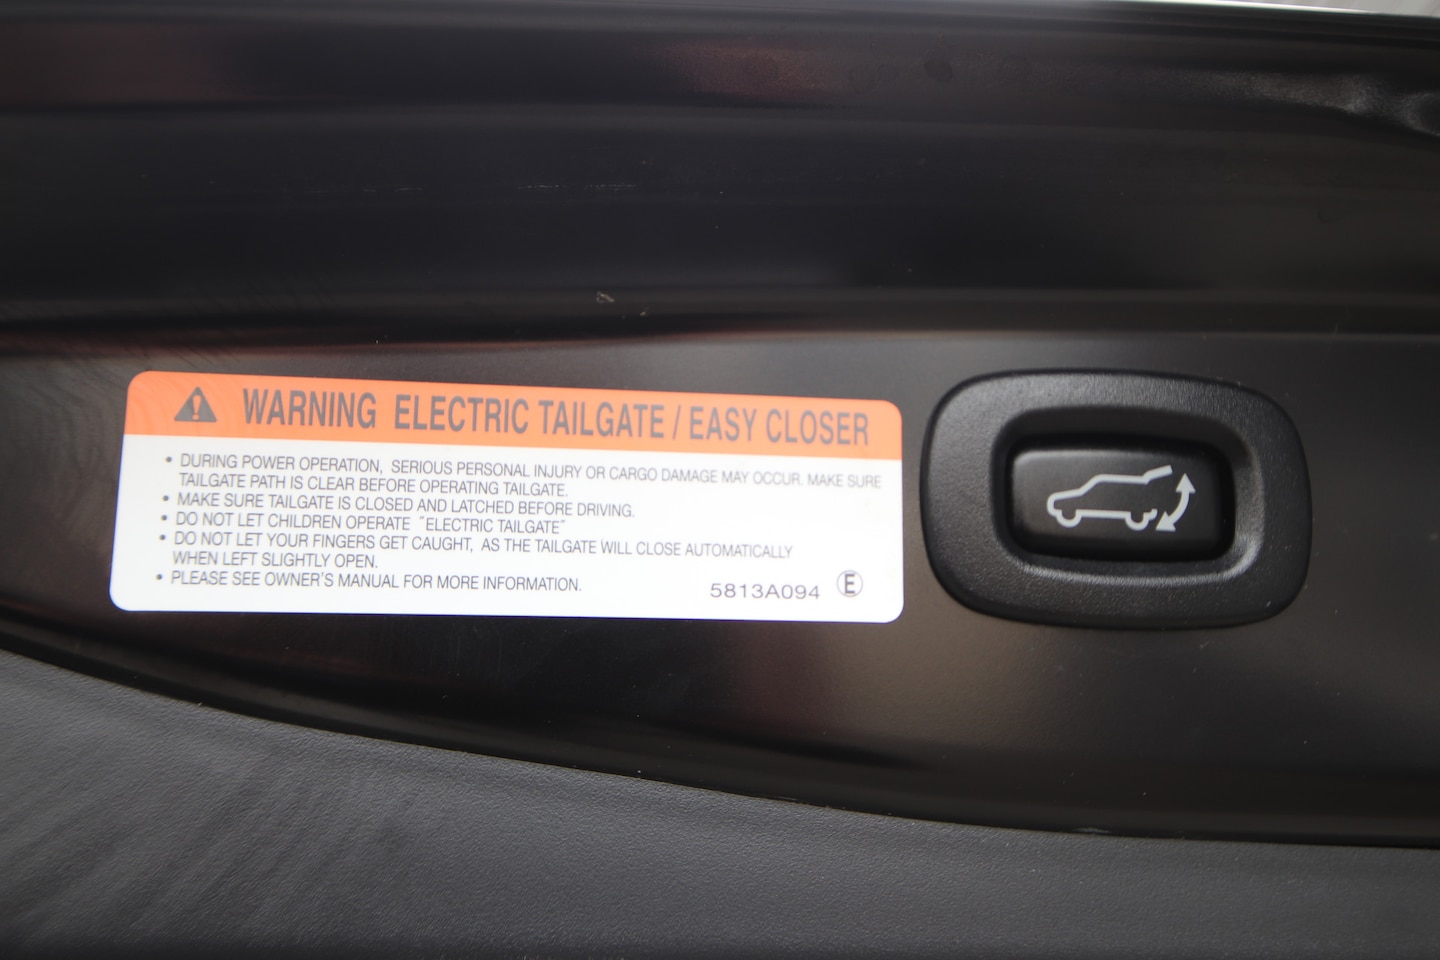 WARNING ELECTRIC TAILGATE / EASY CLOSER
• DURING POWER OPERATION, SERIOUS PERSONAL INJURY OR CARGO DAMAGE MAY OCCUR. MAKE SURE
TAILGATE PATH IS CLEAR BEFORE OPERATING TAILGATE.
• MAKE SURE TAILGATE IS CLOSED AND LATCHED BEFORE DRIVING.
• DO NOT LET CHILDREN OPERATE "ELECTRIC TAILGATE"
• DO NOT LET YOUR FINGERS GET CAUGHT, AS THE TAILGATE WILL CLOSE AUTOMATICALLY
WHEN LEFT SLIGHTLY OPEN.
• PLEASE SEE OWNER'S MANUAL FOR MORE INFORMATION.
5813A094 Ⓔ